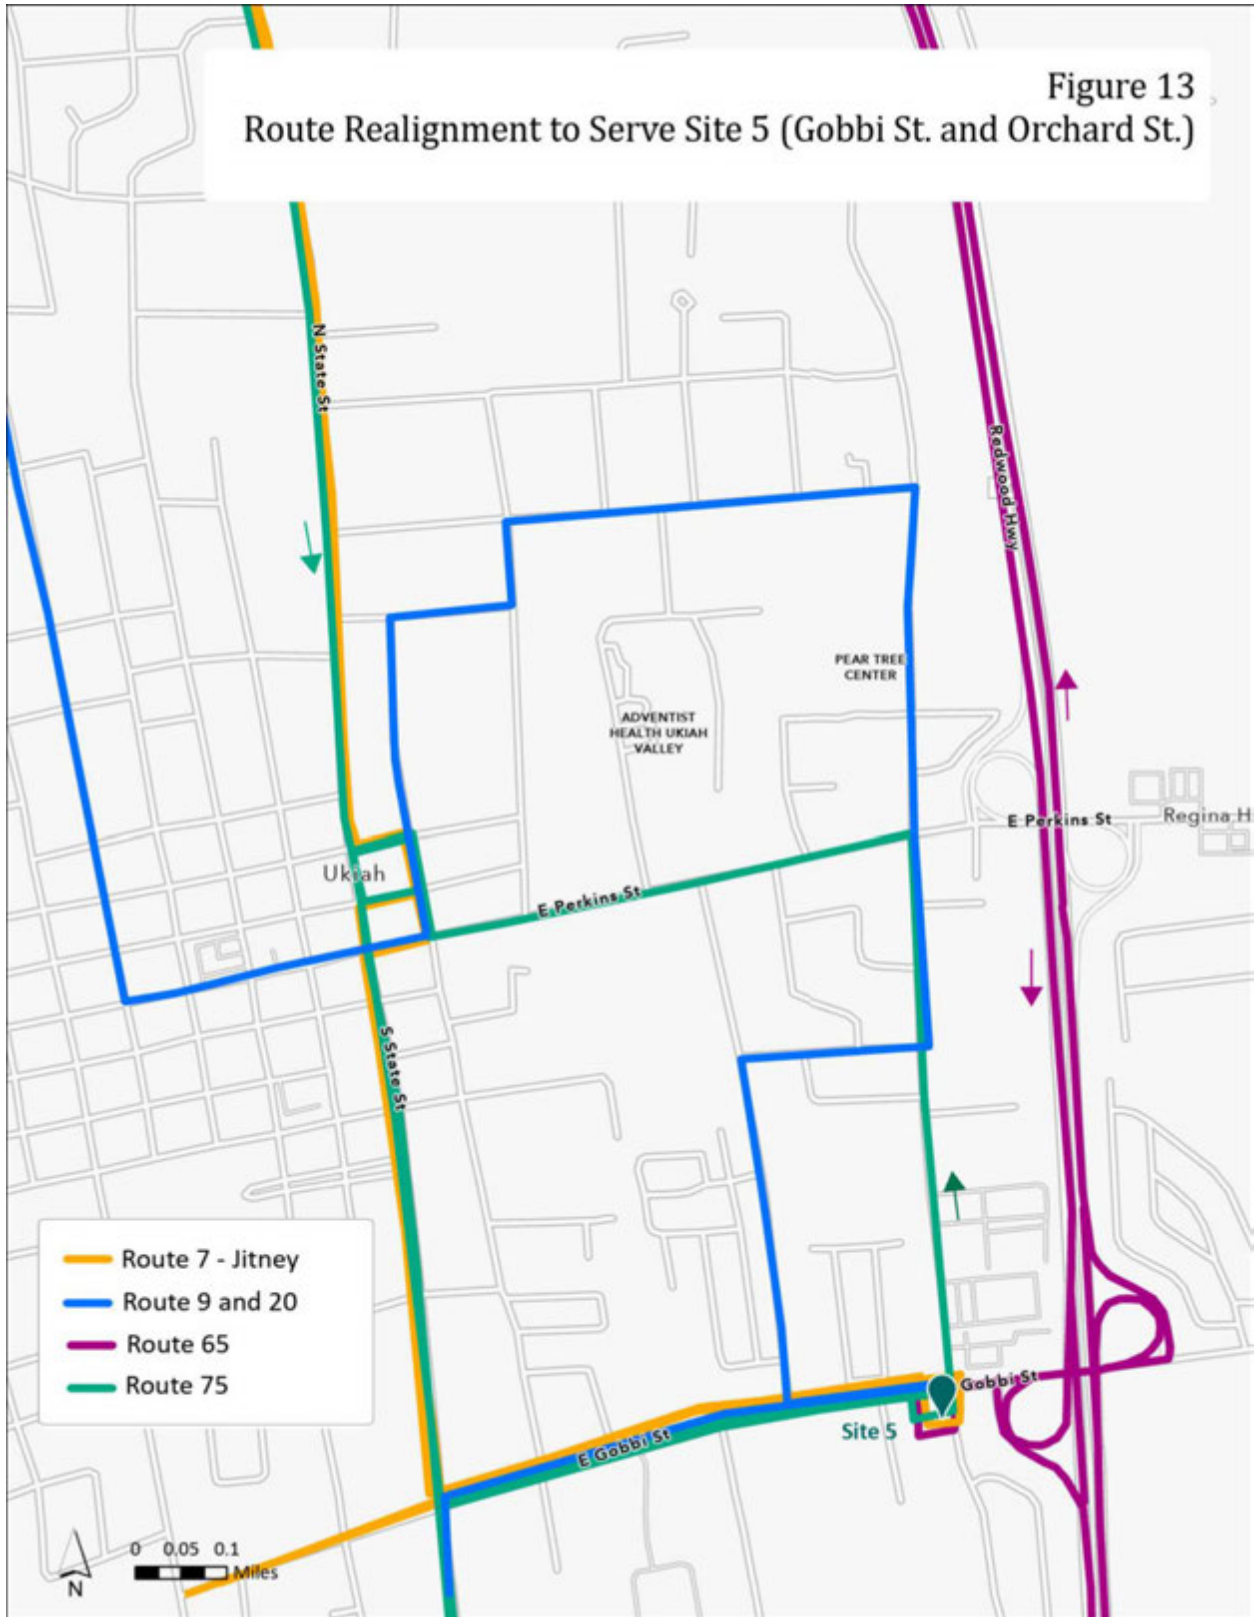 Figure 13
Route Realignment to Serve Site 5 (Gobbi St. and Orchard St.)
N State St
Redwood Hwy
PEAR TREE
CENTER
ADVENTIST
HEALTH UKIAH
VALLEY
E Perkins St
Regina H
Ukiah
E Perkins St
S State St
Route 7 - Jitney
Route 9 and 20
Route 65
Route 75
Gobbi St
Site 5
E Gobbi St
0 0.05 0.1
Miles
N